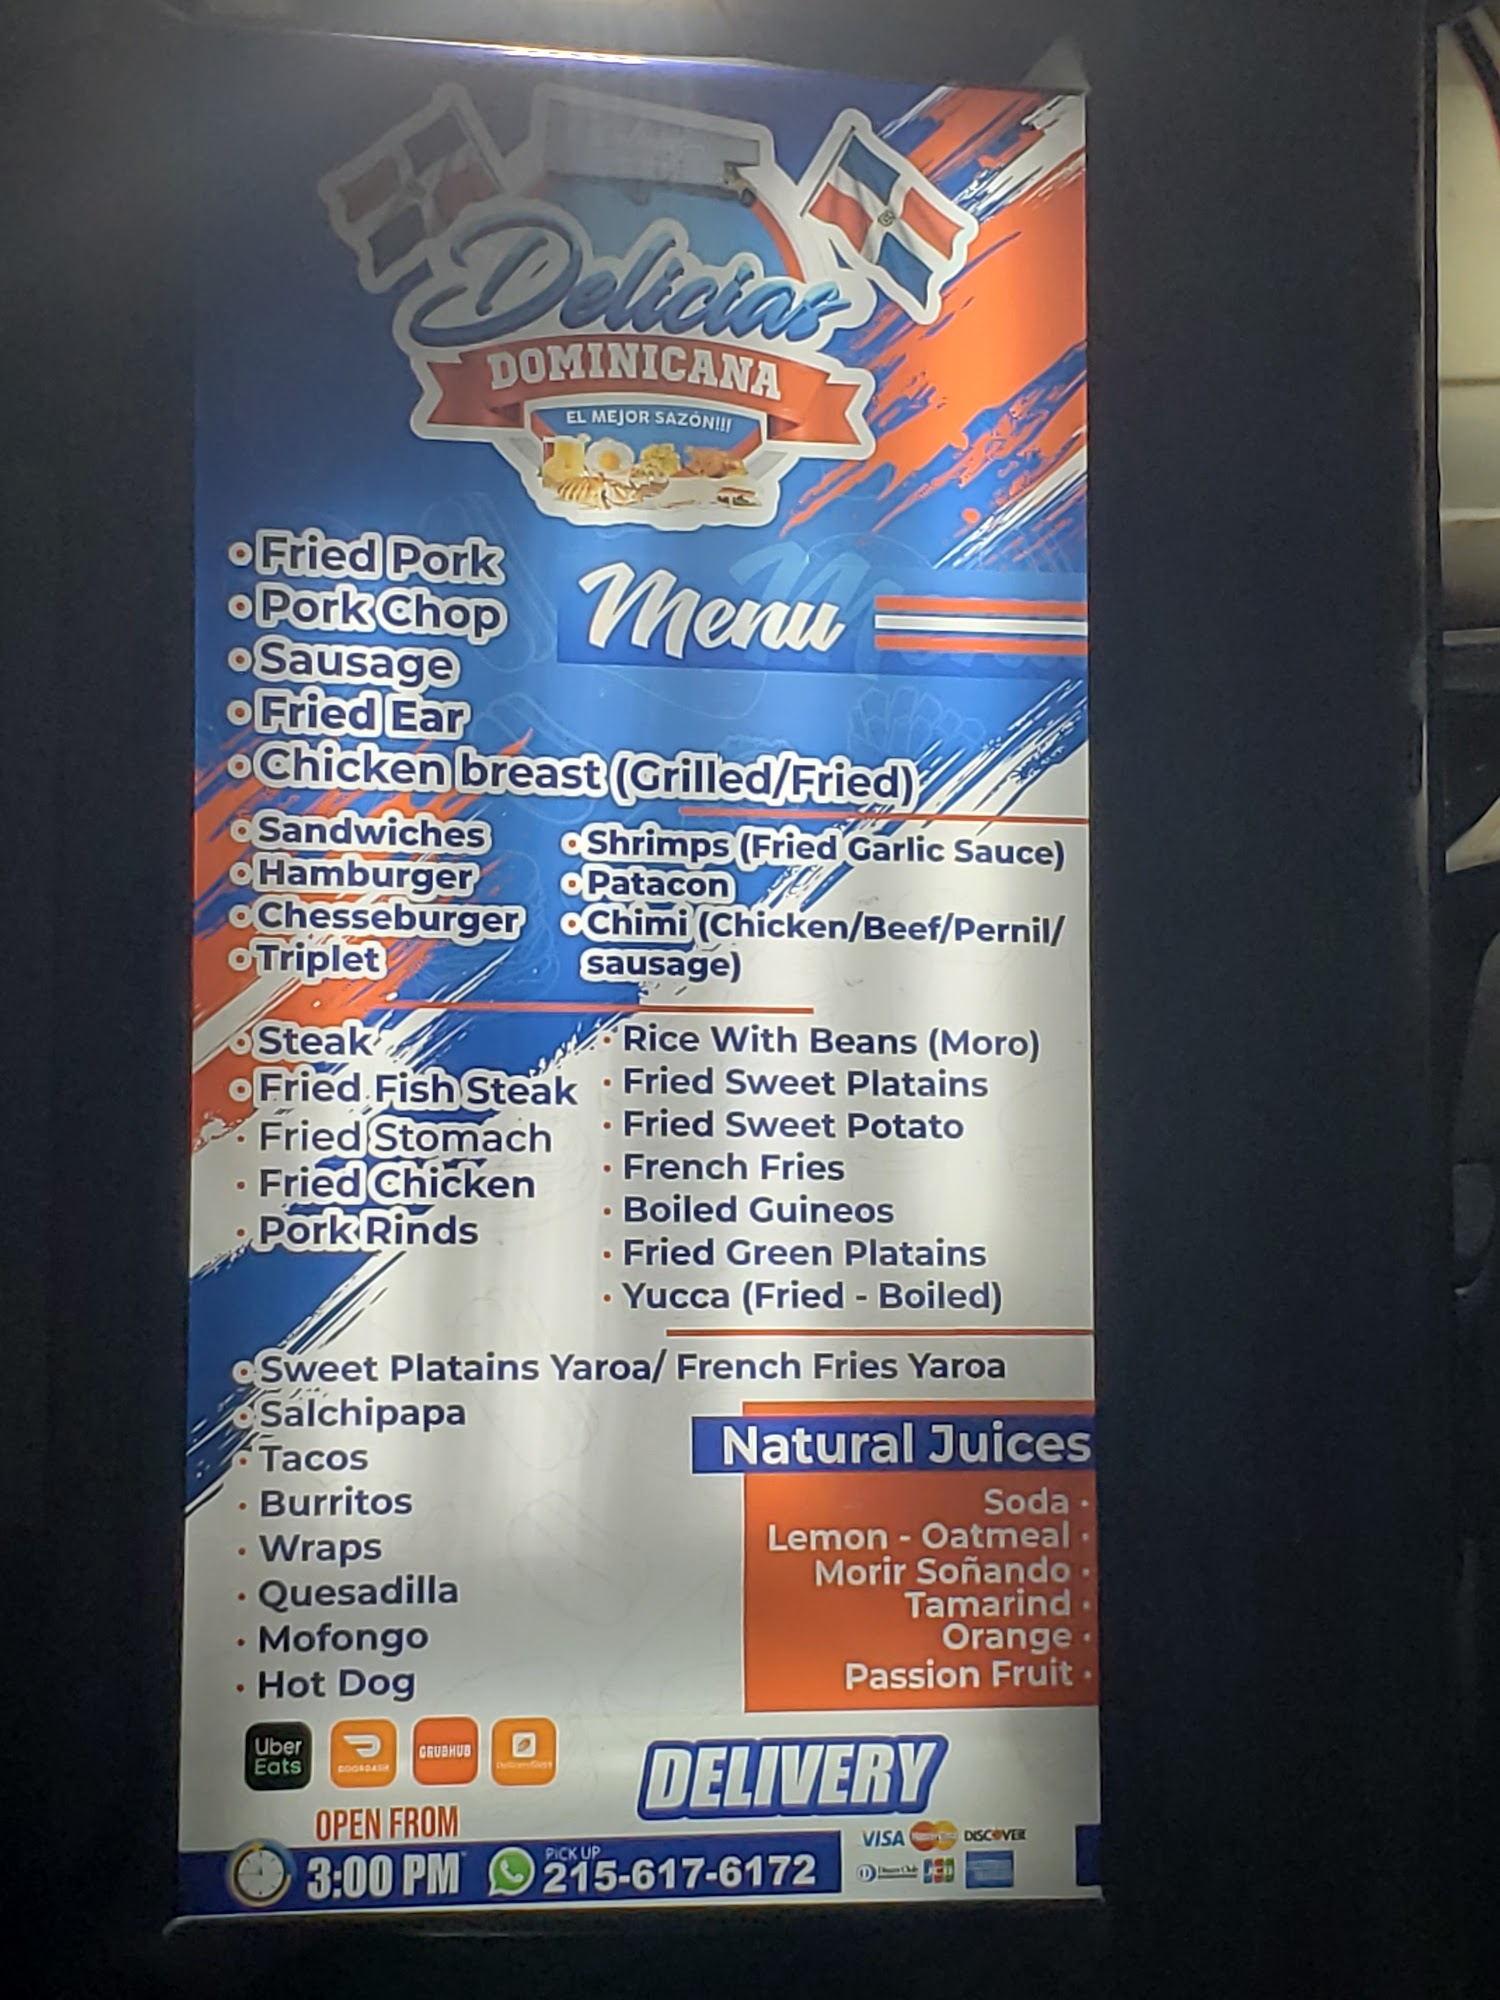 Delicias
DOMINICANA
EL MEJOR SAZÓN!!!
Menu
• Fried Pork
• Pork Chop
• Sausage
• Fried Ear
• Chicken breast (Grilled/Fried)
• Sandwiches
• Hamburger
• Chesseburger
• Triplet
• Shrimps (Fried Garlic Sauce)
• Patacon
• Chimi (Chicken/Beef/Pernil/
sausage)
• Steak
• Fried Fish Steak
• Fried Stomach
• Fried Chicken
• Pork Rinds
• Rice With Beans (Moro)
• Fried Sweet Platains
• Fried Sweet Potato
• French Fries
• Boiled Guineos
• Fried Green Platains
• Yucca (Fried - Boiled)
• Sweet Platains Yaroa/ French Fries Yaroa
• Salchipapa
• Tacos
• Burritos
• Wraps
• Quesadilla
• Mofongo
• Hot Dog
Natural Juices
Soda •
Lemon - Oatmeal •
Morir Soñando •
Tamarind •
Orange •
Passion Fruit •
Uber
Eats
DOORDASH
GRUBHUB
DELIVERY
OPEN FROM
3:00 PM
PICK UP
215-617-6172
VISA
DISCOVER
JCB